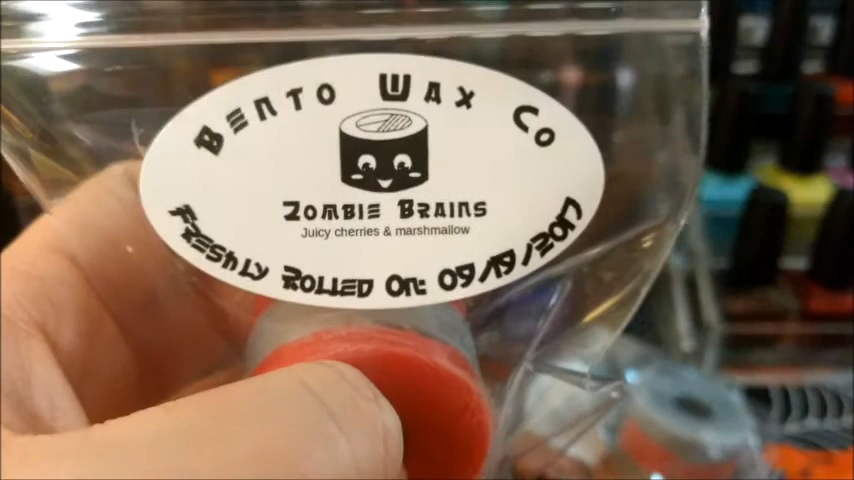 Bento Wax Co
Zombie Brains
Juicy cherries & marshmallow
Freshly Rolled On: 09/19/2017